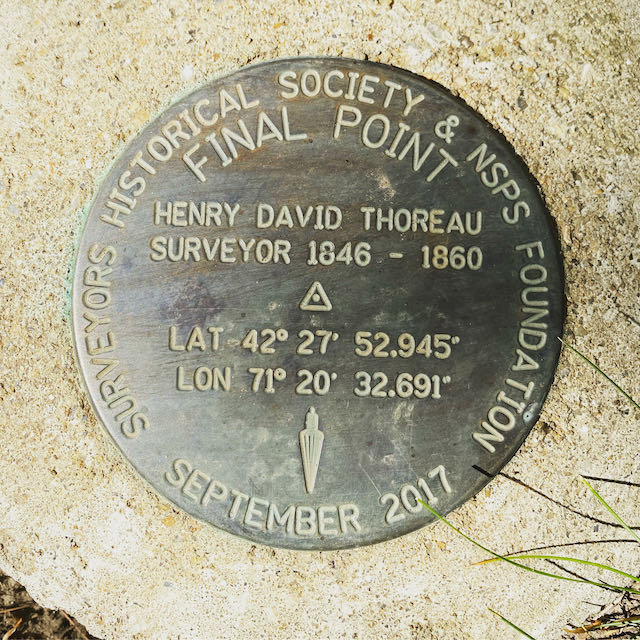 SURVEYORS HISTORICAL SOCIETY & NSPS FOUNDATION
FINAL POINT
HENRY DAVID THOREAU
SURVEYOR 1846 - 1860
LAT 42° 27' 52.945"
LON 71° 20' 32.691"
SEPTEMBER 2017